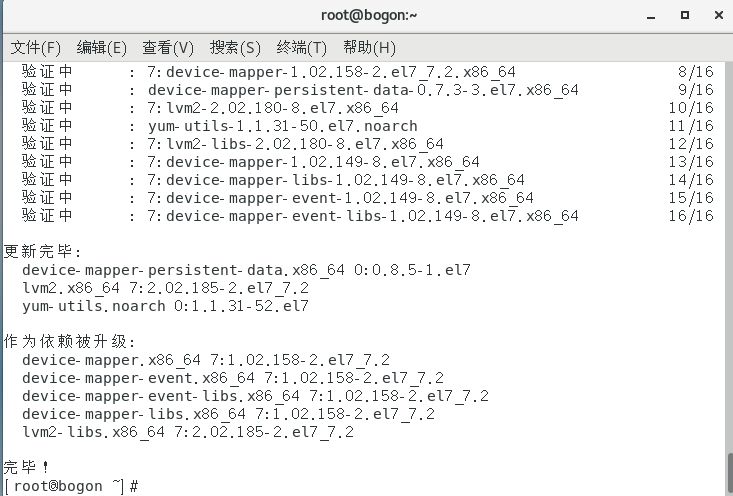 root@bogon:~
文件(F) 编辑(E) 查看(V) 搜索(S) 终端(T) 帮助(H)
验证中 : 7:device-mapper-1.02.158-2.el7_7.2.x86_64 8/16
验证中 : device-mapper-persistent-data-0.7.3-3.el7.x86_64 9/16
验证中 : 7:lvm2-2.02.180-8.el7.x86_64 10/16
验证中 : yum-utils-1.1.31-50.el7.noarch 11/16
验证中 : 7:lvm2-libs-2.02.180-8.el7.x86_64 12/16
验证中 : 7:device-mapper-1.02.149-8.el7.x86_64 13/16
验证中 : 7:device-mapper-libs-1.02.149-8.el7.x86_64 14/16
验证中 : 7:device-mapper-event-1.02.149-8.el7.x86_64 15/16
验证中 : 7:device-mapper-event-libs-1.02.149-8.el7.x86_64 16/16
更新完毕:
device-mapper-persistent-data.x86_64 0:0.8.5-1.el7
lvm2.x86_64 7:2.02.185-2.el7_7.2
yum-utils.noarch 0:1.1.31-52.el7
作为依赖被升级:
device-mapper.x86_64 7:1.02.158-2.el7_7.2
device-mapper-event.x86_64 7:1.02.158-2.el7_7.2
device-mapper-event-libs.x86_64 7:1.02.158-2.el7_7.2
device-mapper-libs.x86_64 7:1.02.158-2.el7_7.2
lvm2-libs.x86_64 7:2.02.185-2.el7_7.2
完毕！
[root@bogon ~]#